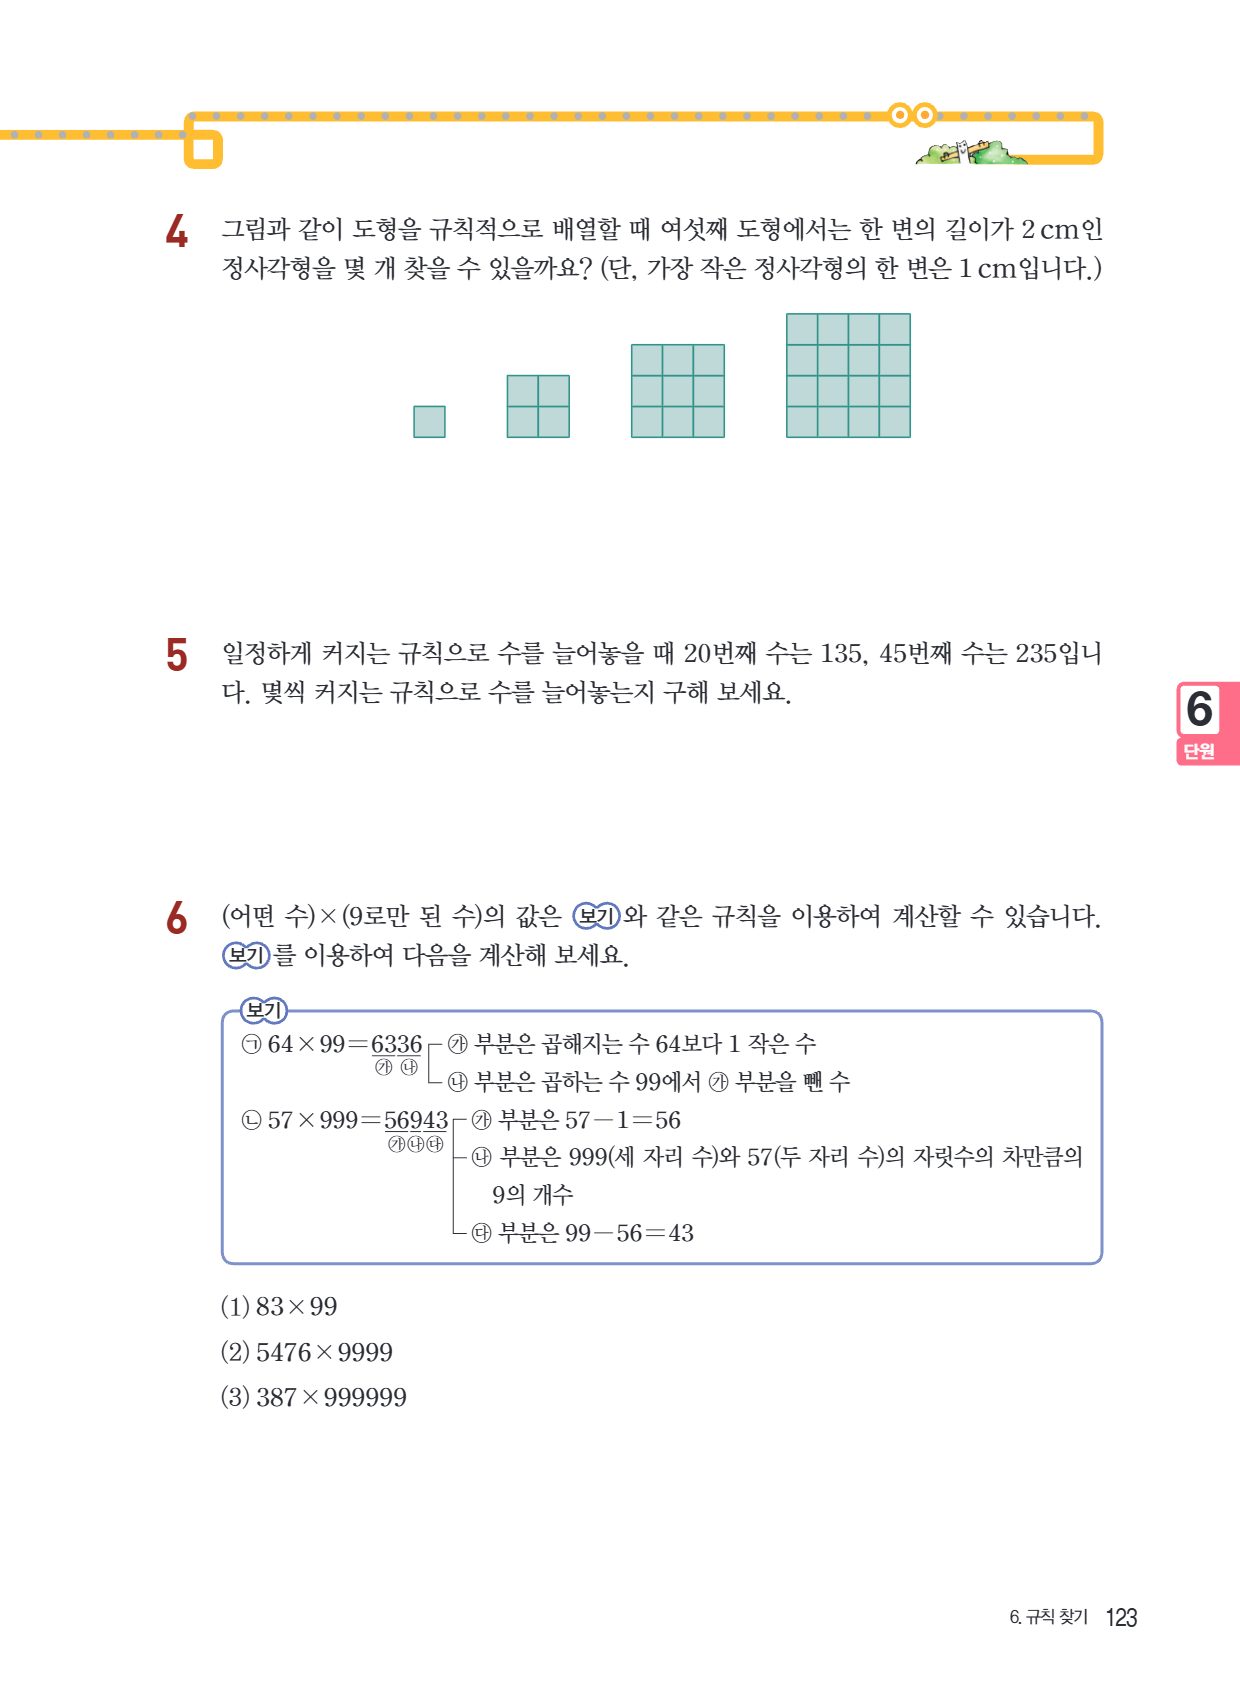 4 그림과 같이 도형을 규칙적으로 배열할 때 여섯째 도형에서는 한 변의 길이가 2 cm인
정사각형을 몇 개 찾을 수 있을까요? (단, 가장 작은 정사각형의 한 변은 1 cm입니다.)
5 일정하게 커지는 규칙으로 수를 늘어놓을 때 20번째 수는 135, 45번째 수는 235입니
다. 몇씩 커지는 규칙으로 수를 늘어놓는지 구해 보세요.
6
단원
6 (어떤 수)×(9로만 된 수)의 값은 보기와 같은 규칙을 이용하여 계산할 수 있습니다.
보기를 이용하여 다음을 계산해 보세요.
보기
㉠ 64×99=6336 ㉮ 부분은 곱해지는 수 64보다 1 작은 수
㉮ ㉯ ㉯ 부분은 곱하는 수 99에서 ㉮ 부분을 뺀 수
㉡ 57×999=56943 ㉮ 부분은 57-1=56
㉮㉯㉰ ㉯ 부분은 999(세 자리 수)와 57(두 자리 수)의 자릿수의 차만큼의
9의 개수
㉰ 부분은 99-56=43
(1) 83×99
(2) 5476×9999
(3) 387×999999
6. 규칙 찾기 123